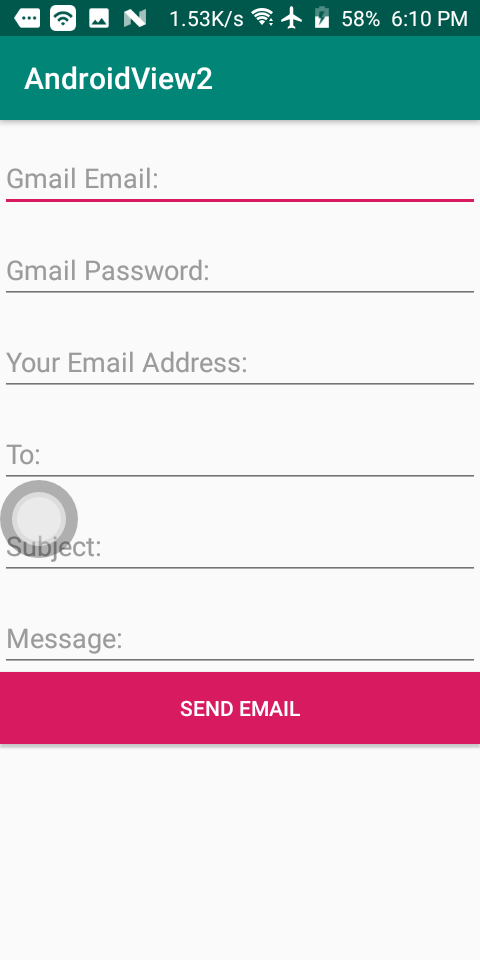 1.53K/s 58% 6:10 PM
AndroidView2
Gmail Email:
Gmail Password:
Your Email Address:
To:
Subject:
Message:
SEND EMAIL